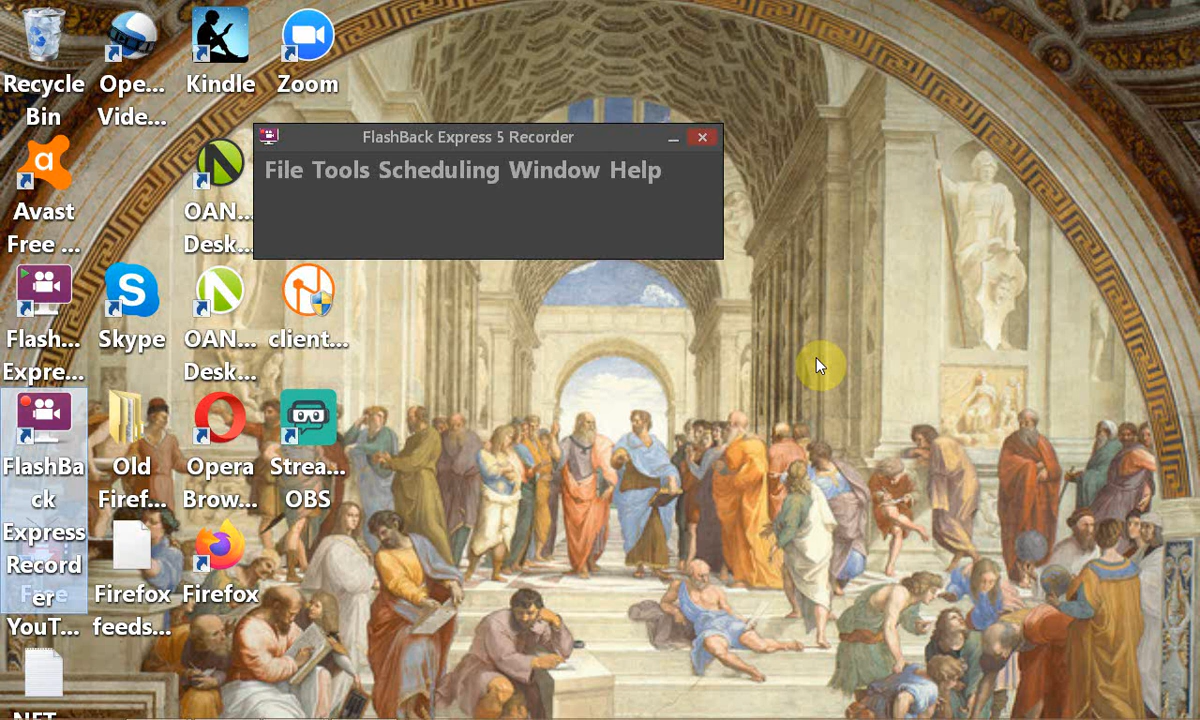 Recycle
Bin
Ope...
Vide...
Kindle
Zoom
FlashBack Express 5 Recorder
File Tools Scheduling Window Help
Avast
Free ...
OAN...
Desk...
Flash...
Expre...
Skype
OAN...
Desk...
client...
FlashBa
ck
Express
Record
er
YouT...
Old
Firef...
Opera
Brow...
Strea...
OBS
Firefox
feeds...
Firefox